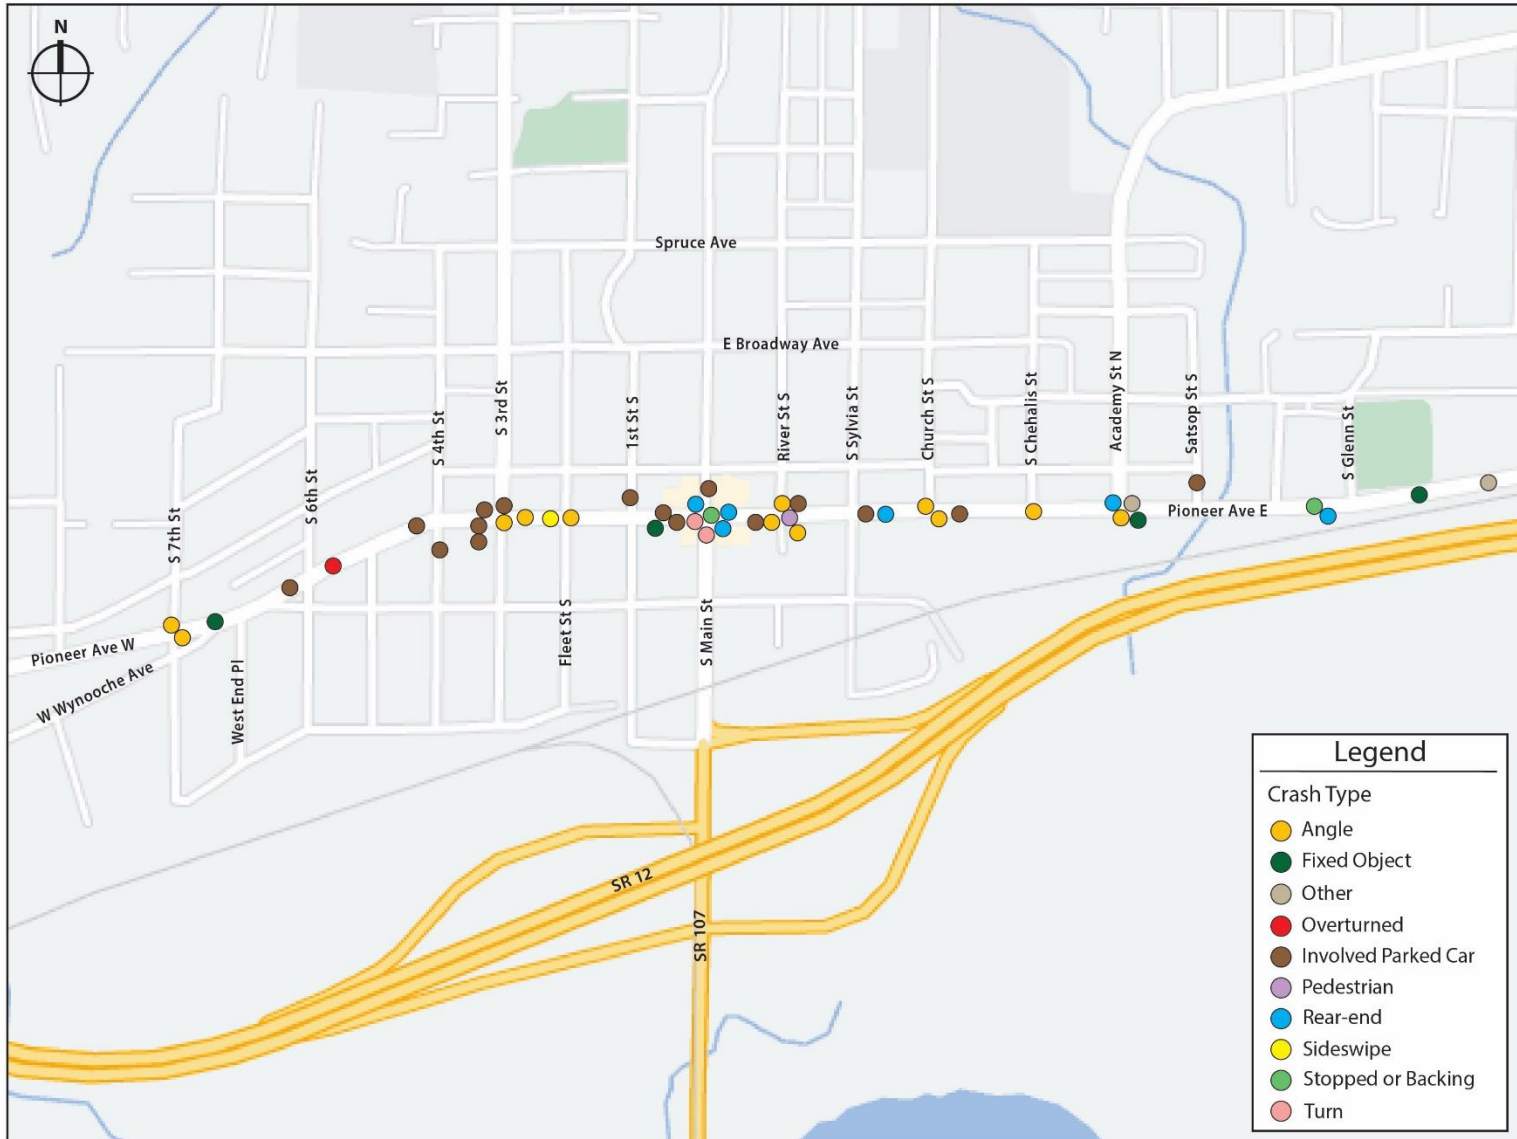 N
Spruce Ave
E Broadway Ave
S 7th St
S 6th St
S 4th St
S 3rd St
1st St S
River St S
S Sylvia St
Church St S
S Chehalis St
Academy St N
Satsop St S
S Glenn St
Pioneer Ave E
Pioneer Ave W
W Wynooche Ave
West End Pl
Fleet St S
S Main St
SR 12
SR 107
Legend
Crash Type
Angle
Fixed Object
Other
Overturned
Involved Parked Car
Pedestrian
Rear-end
Sideswipe
Stopped or Backing
Turn